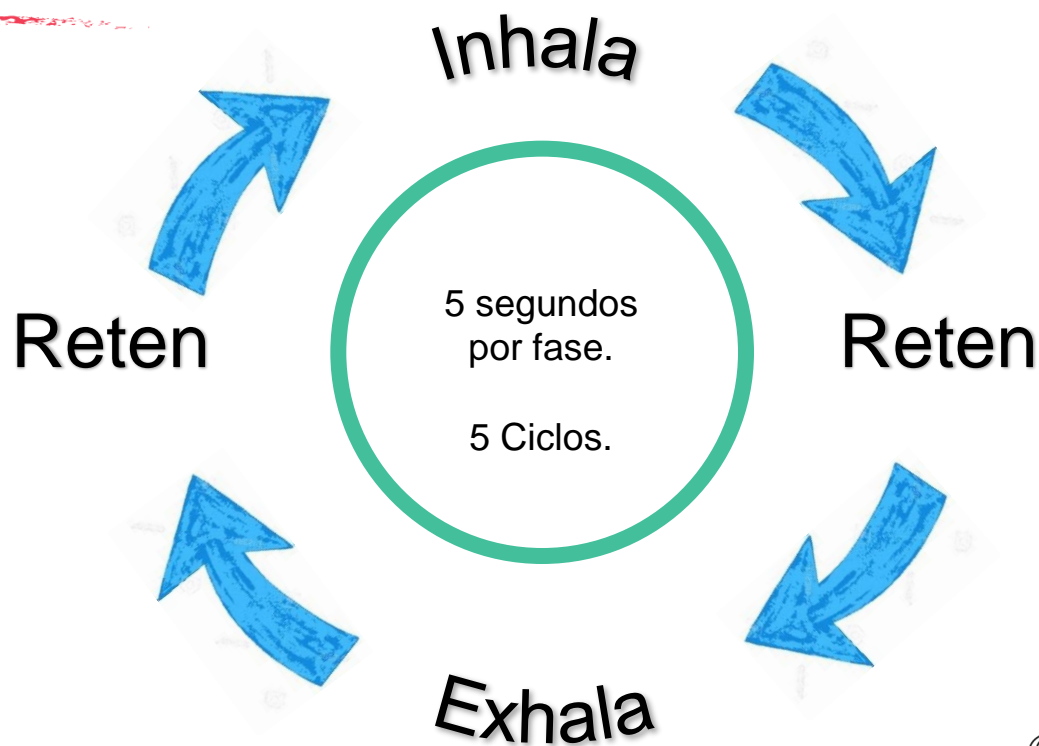 Inhala
Reten
Reten
5 segundos
por fase.
5 Ciclos.
Exhala